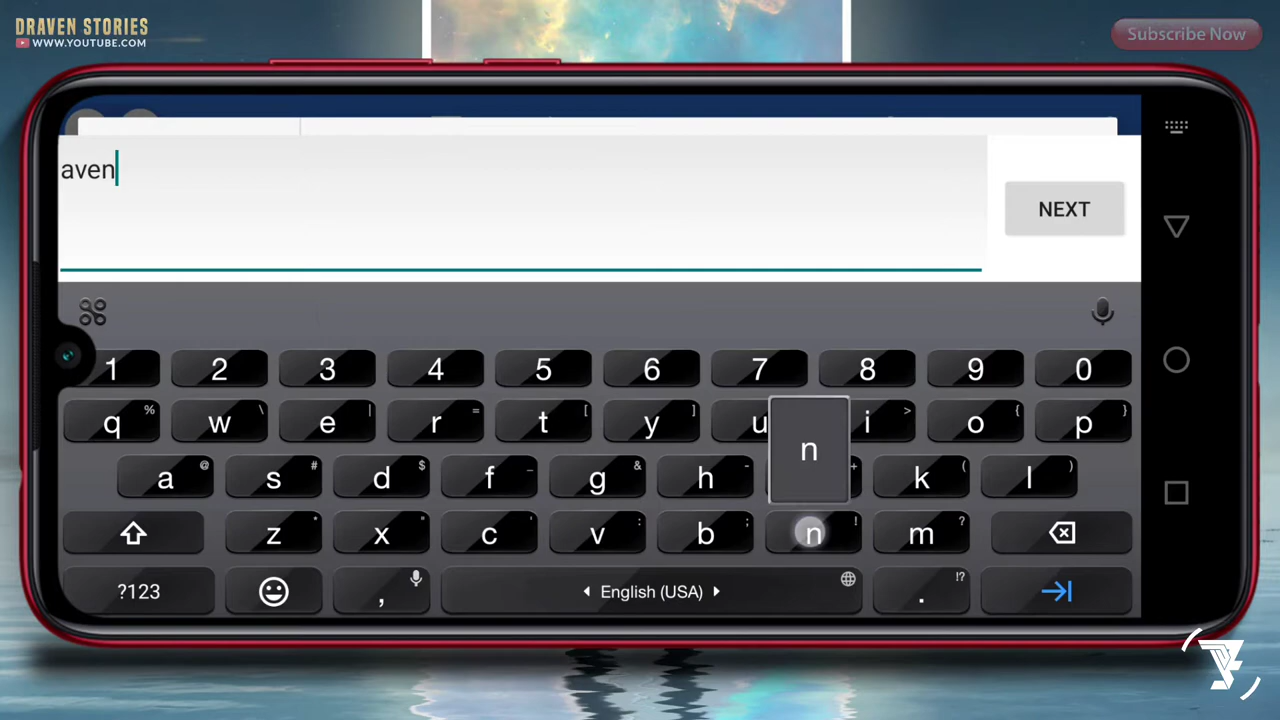 DRAVEN STORIES
WWW.YOUTUBE.COM
Subscribe Now
aven
NEXT
1 2 3 4 5 6 7 8 9 0
% \ | = [ ] > { }
q w e r t y u i o p
n
@ # $ _ & - + ( )
a s d f g h k l
* " ' : ; ! ?
z x c v b n m
!?
?123 , English (USA) .